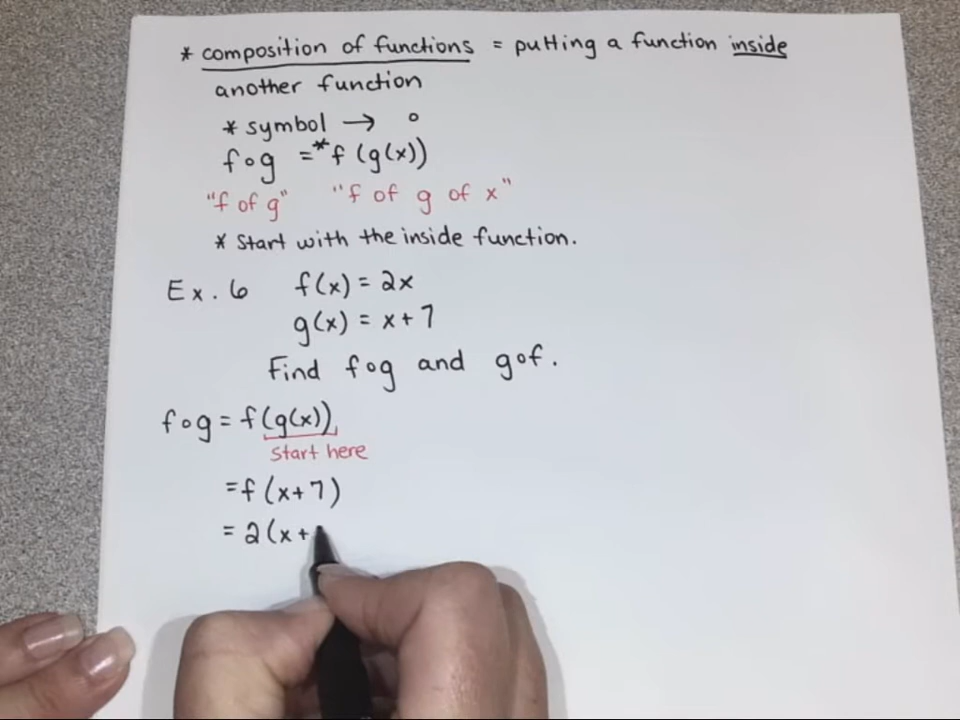 * composition of functions = putting a function inside
another function
* symbol → ∘
f∘g =* f(g(x))
"f of g" "f of g of x"
* Start with the inside function.
Ex. 6 f(x) = 2x
g(x) = x+7
Find f∘g and g∘f.
f∘g = f(g(x))
Start here
= f(x+7)
= 2(x+